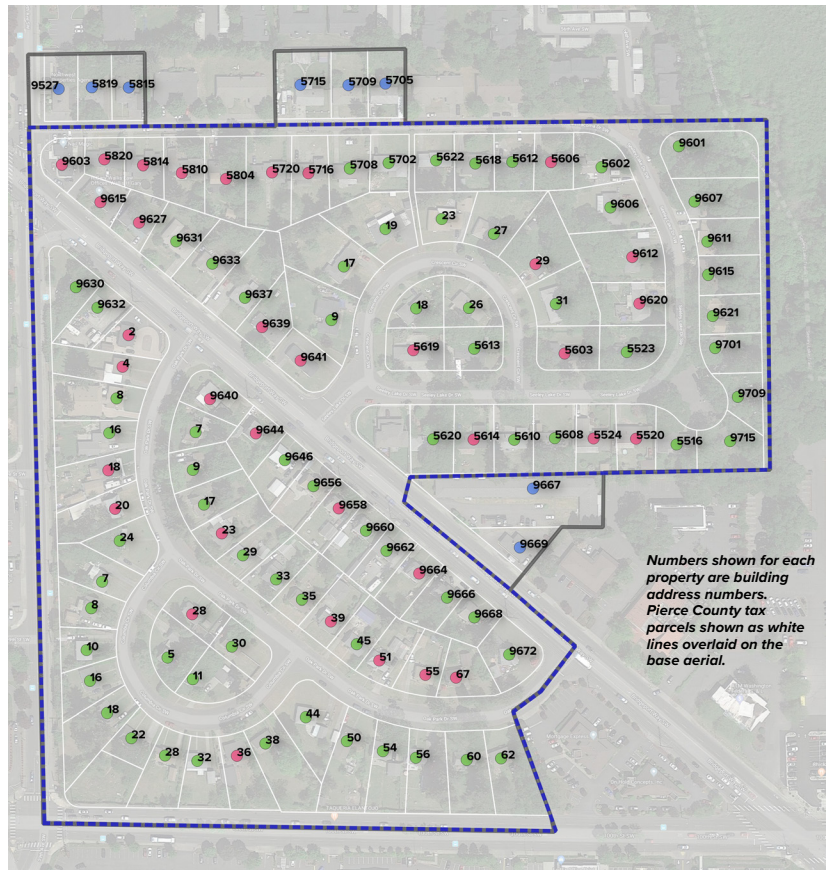 9527 5819 5815
5715 5709 5705
9603 5820 5814 5810 5804 5720 5716 5708 5702 5622 5618 5612 5606 5602 9601
9615 9627 9631 9633 9637 9639 9641
19 23 27 17 29 9606 9607
9612 9611
9615
31 9620 9621
9630
9632
2
9 18 26
5619 5613 5603 5523 9701
4
8
9709
16
18
20
24
7
8
10
16
18
22
9640
7 9644
9 9646
17 9656
23 9658
29 9660
33 9662
35 9664
39 9666
45 9668
51 9672
55 67
5620 5614 5610 5608 5524 5520 5516 9715
9667
9669
28
30
5
11
44
28 32 36 38 50 54 56 60 62
Numbers shown for each
property are building
address numbers.
Pierce County tax
parcels shown as white
lines overlaid on the
base aerial.